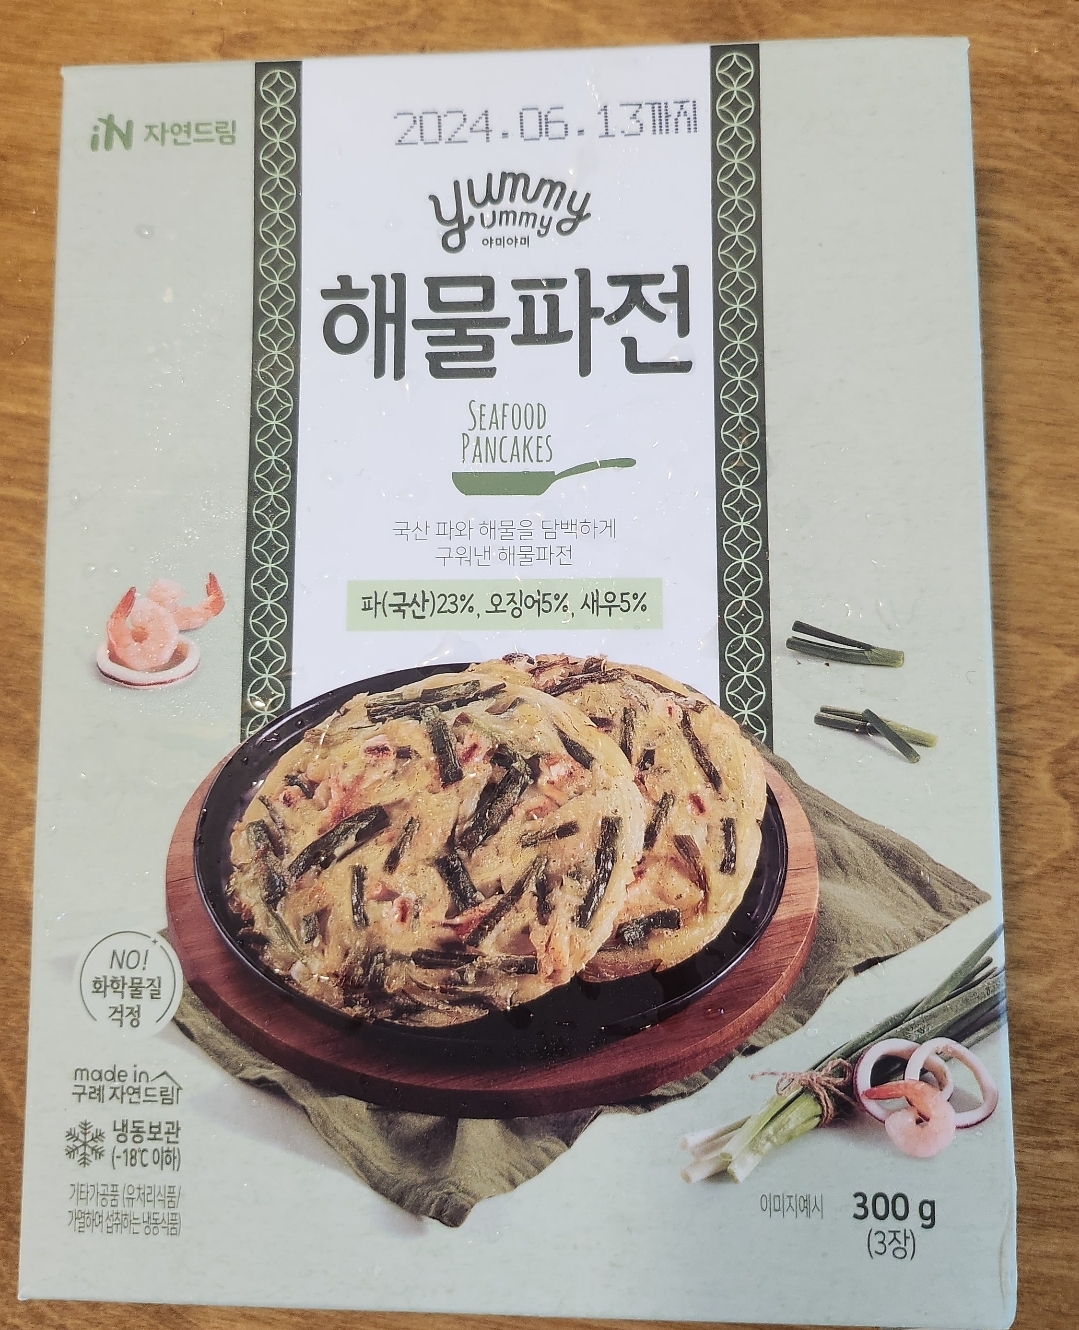 iN 자연드림
2024.06.13까지
yummy
yummy
야미야미
해물파전
SEAFOOD
PANCAKES
국산 파와 해물을 담백하게
구워낸 해물파전
파(국산)23%, 오징어5%, 새우5%
NO!
화학물질
걱정
made in
구례 자연드림
냉동보관
(-18℃ 이하)
기타가공품 (유처리식품/
가열하여 섭취하는 냉동식품)
이미지예시
300 g
(3장)